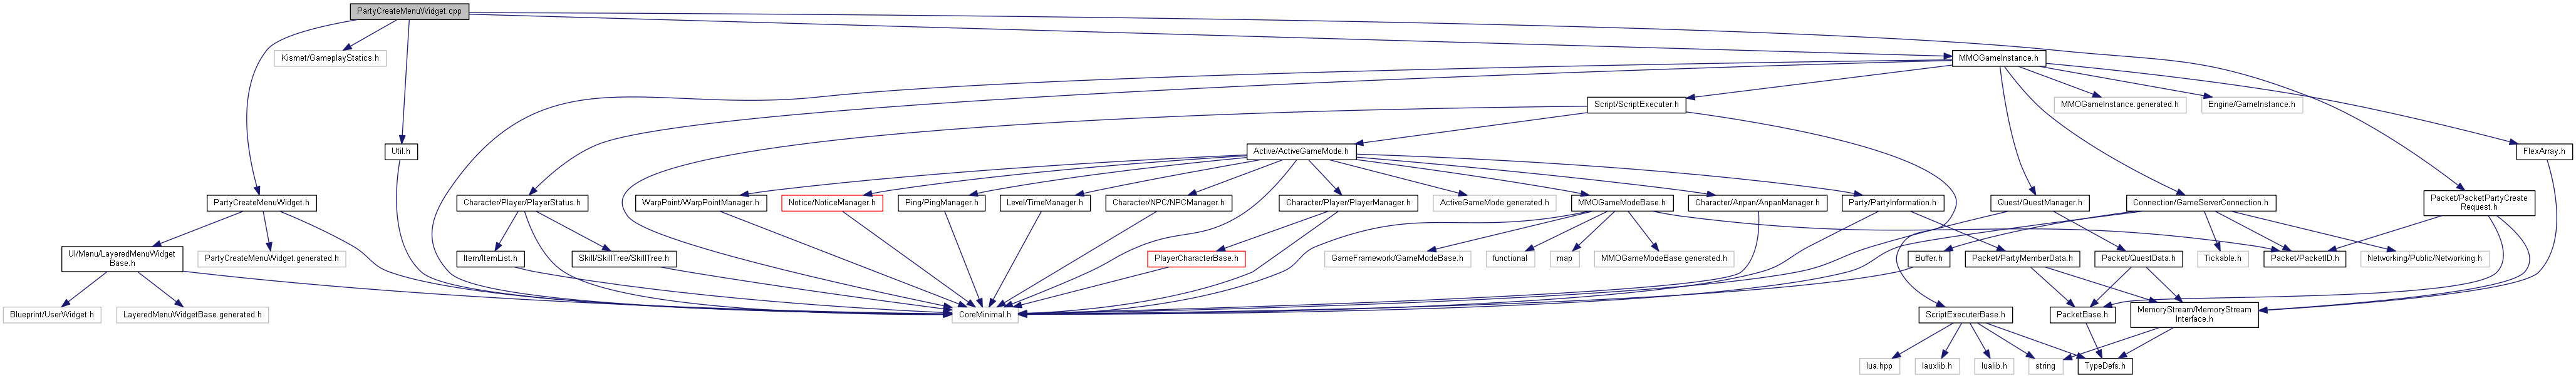 PartyCreateMenuWidget.cpp
Kismet/GameplayStatics.h
MMOGameInstance.h
Script/ScriptExecuter.h
MMOGameInstance.generated.h
Engine/GameInstance.h
Util.h
Active/ActiveGameMode.h
FlexArray.h
PartyCreateMenuWidget.h
Character/Player/PlayerStatus.h
WarpPoint/WarpPointManager.h
Notice/NoticeManager.h
Ping/PingManager.h
Level/TimeManager.h
Character/NPC/NPCManager.h
Character/Player/PlayerManager.h
ActiveGameMode.generated.h
MMOGameModeBase.h
Character/Anpan/AnpanManager.h
Party/PartyInformation.h
Quest/QuestManager.h
Connection/GameServerConnection.h
Packet/PacketPartyCreate
Request.h
UI/Menu/LayeredMenuWidget
Base.h
PartyCreateMenuWidget.generated.h
Item/ItemList.h
Skill/SkillTree/SkillTree.h
PlayerCharacterBase.h
GameFramework/GameModeBase.h
functional
map
MMOGameModeBase.generated.h
Buffer.h
Packet/PartyMemberData.h
Packet/QuestData.h
Tickable.h
Packet/PacketID.h
Networking/Public/Networking.h
Blueprint/UserWidget.h
LayeredMenuWidgetBase.generated.h
CoreMinimal.h
ScriptExecuterBase.h
PacketBase.h
MemoryStream/MemoryStream
Interface.h
lua.hpp
lauxlib.h
lualib.h
string
TypeDefs.h